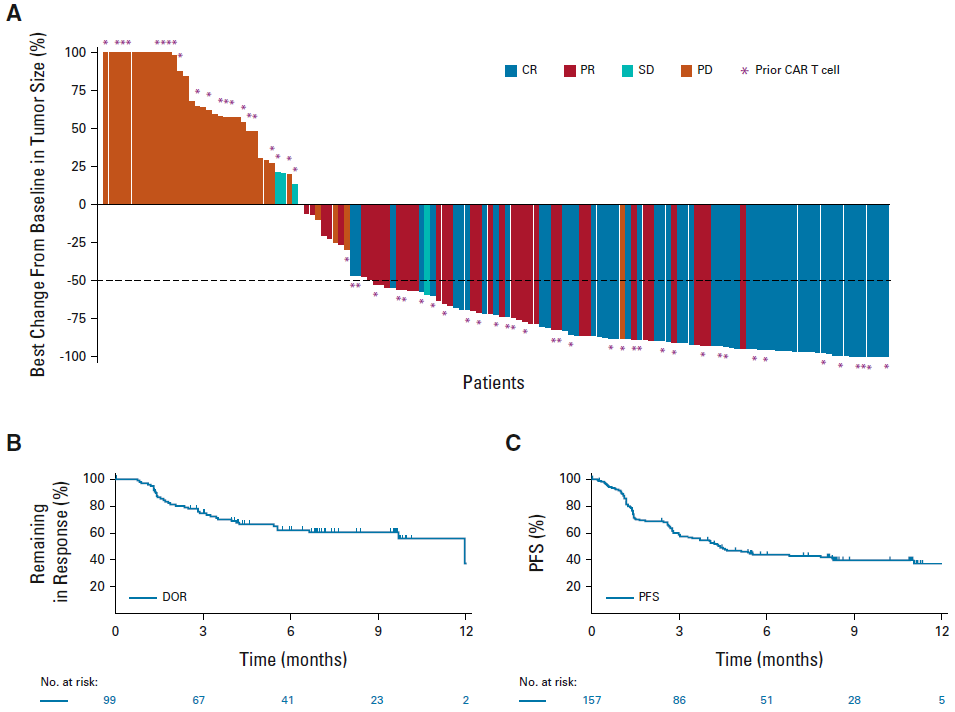 A
Best Change From Baseline in Tumor Size (%)
100
75
50
25
0
-25
-50
-75
-100
CR PR SD PD * Prior CAR T cell
Patients
B
Remaining
in Response (%)
100
80
60
40
20
DOR
0 3 6 9 12
Time (months)
No. at risk:
99 67 41 23 2
C
PFS (%)
100
80
60
40
20
PFS
0 3 6 9 12
Time (months)
No. at risk:
157 86 51 28 5